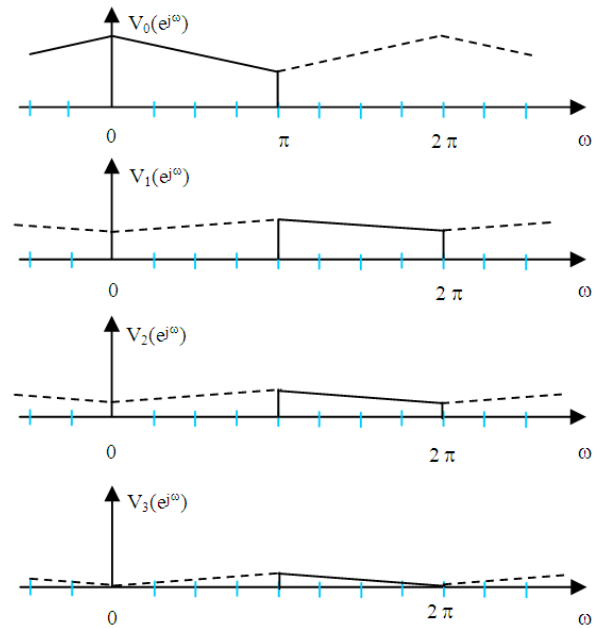 V₀(e^jω)
0 π 2 π ω
V₁(e^jω)
0 2 π ω
V₂(e^jω)
0 2 π ω
V₃(e^jω)
0 2 π ω